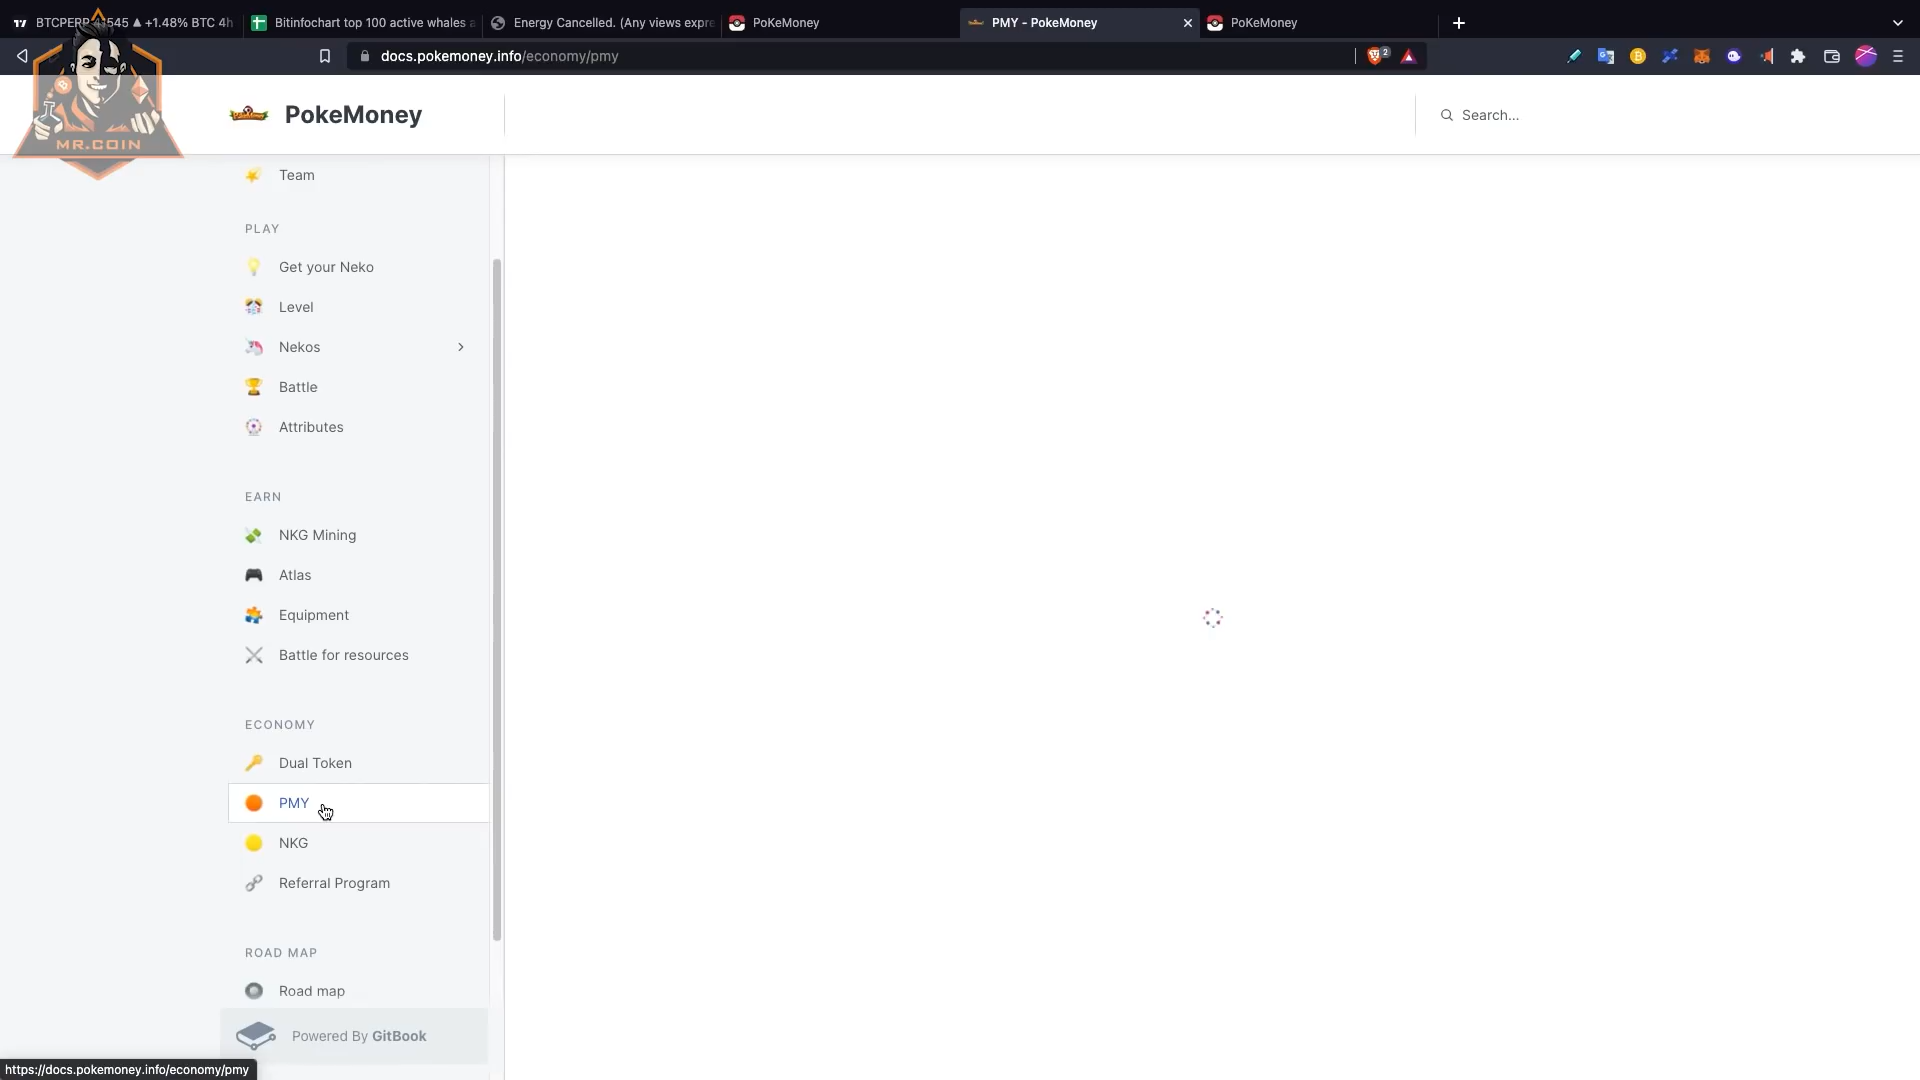 BTCPERP 545 ▲ +1.48% BTC 4h
Bitinfochart top 100 active whales a
Energy Cancelled. (Any views expre
PoKeMoney
PMY - PokeMoney
PoKeMoney
docs.pokemoney.info/economy/pmy
2
MR.COIN
PokeMoney
Search...
Team
PLAY
Get your Neko
Level
Nekos
Battle
Attributes
EARN
NKG Mining
Atlas
Equipment
Battle for resources
ECONOMY
Dual Token
PMY
NKG
Referral Program
ROAD MAP
Road map
Powered By GitBook
https://docs.pokemoney.info/economy/pmy